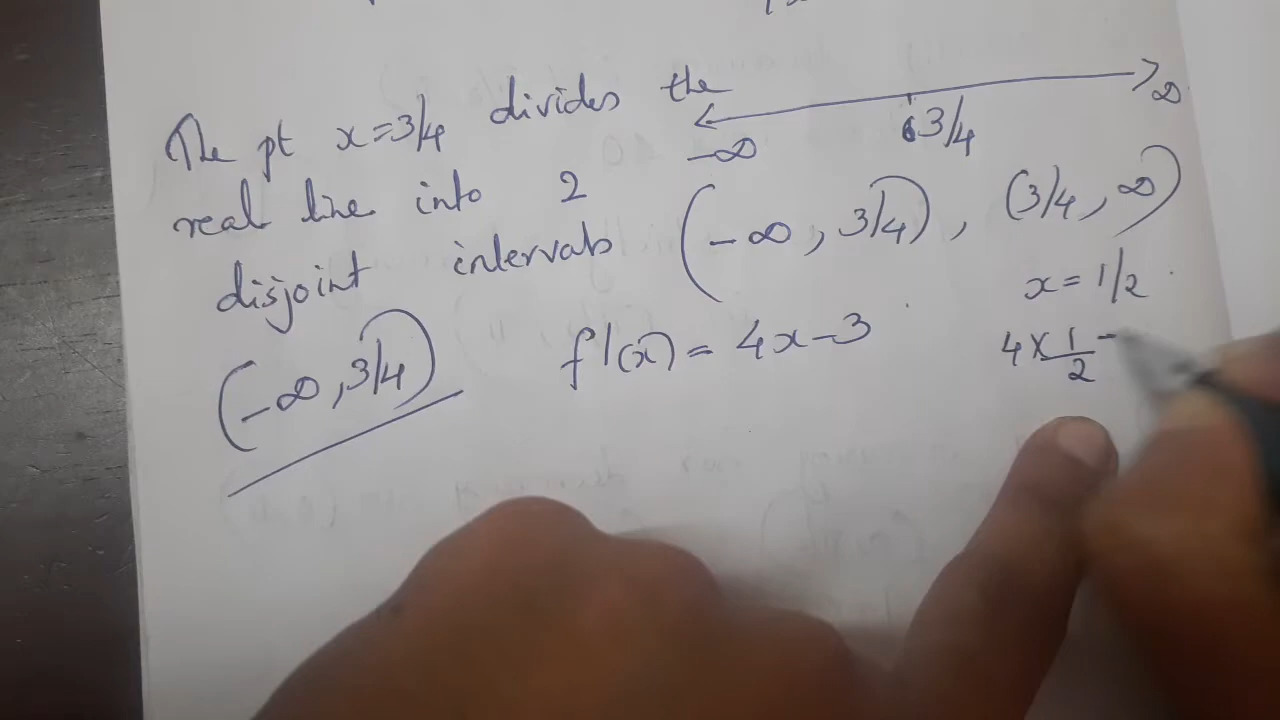 The pt x=3/4 divides the
-∞ 3/4 ∞
real line into 2
disjoint intervals (-∞, 3/4), (3/4, ∞)
x = 1/2
(-∞, 3/4) f'(x) = 4x-3
4 × 1/2 -